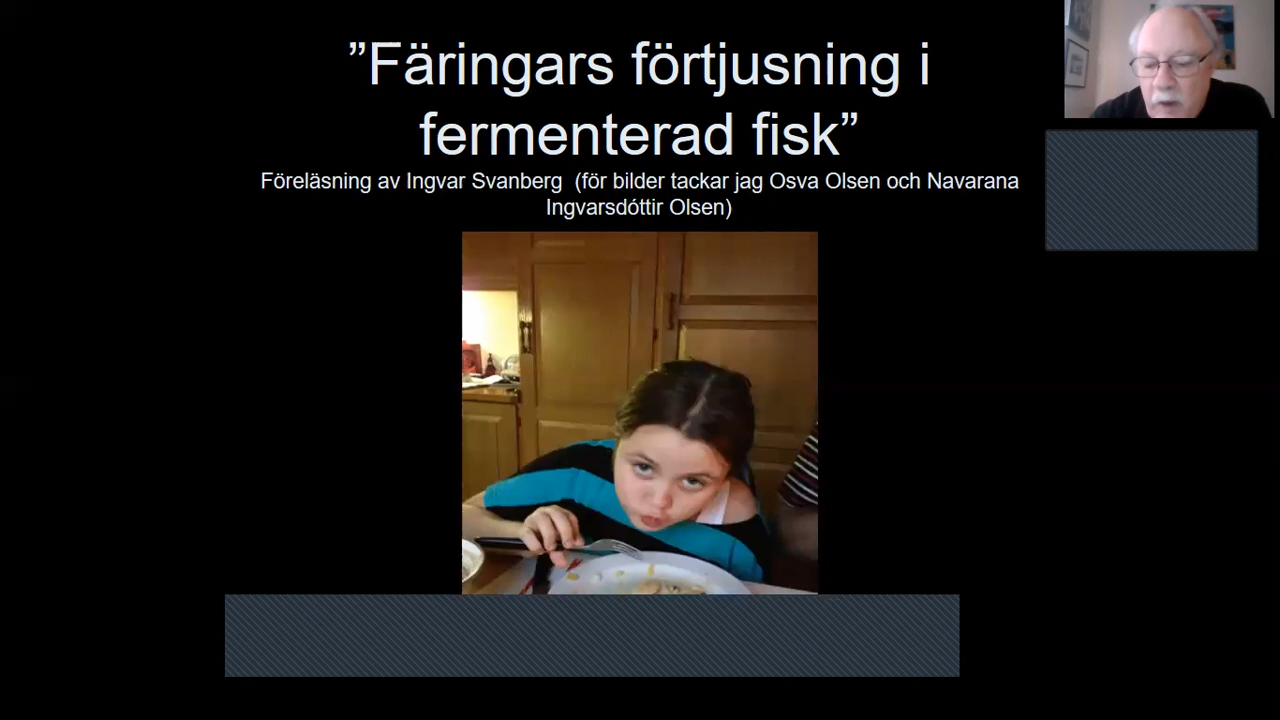 ”Färingars förtjusning i
fermenterad fisk”
Föreläsning av Ingvar Svanberg (för bilder tackar jag Osva Olsen och Navarana
Ingvarsdóttir Olsen)